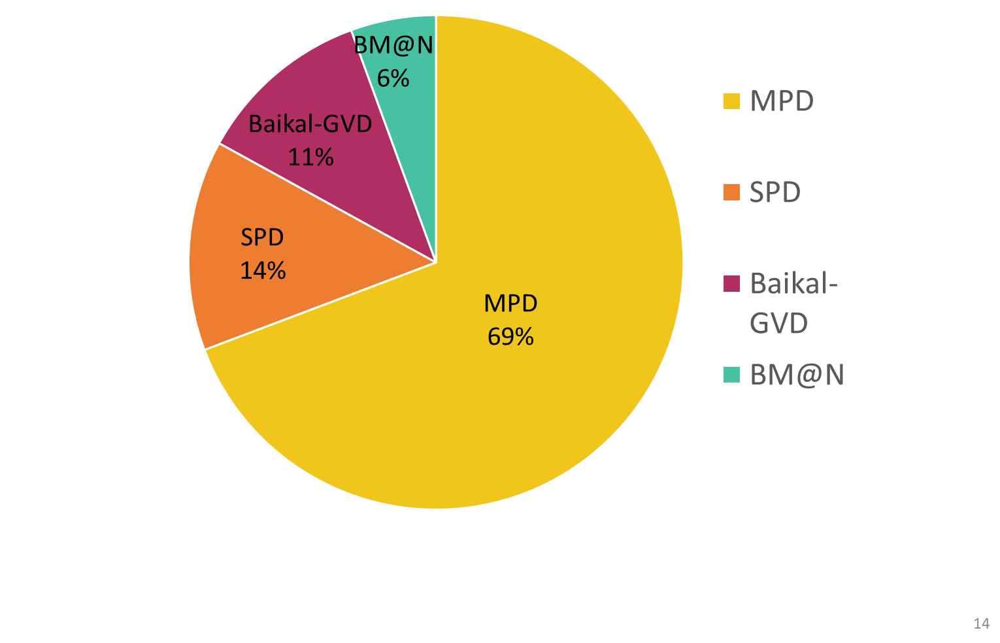 BM@N
6%
Baikal-GVD
11%
SPD
14%
MPD
69%
MPD
SPD
Baikal-
GVD
BM@N
14